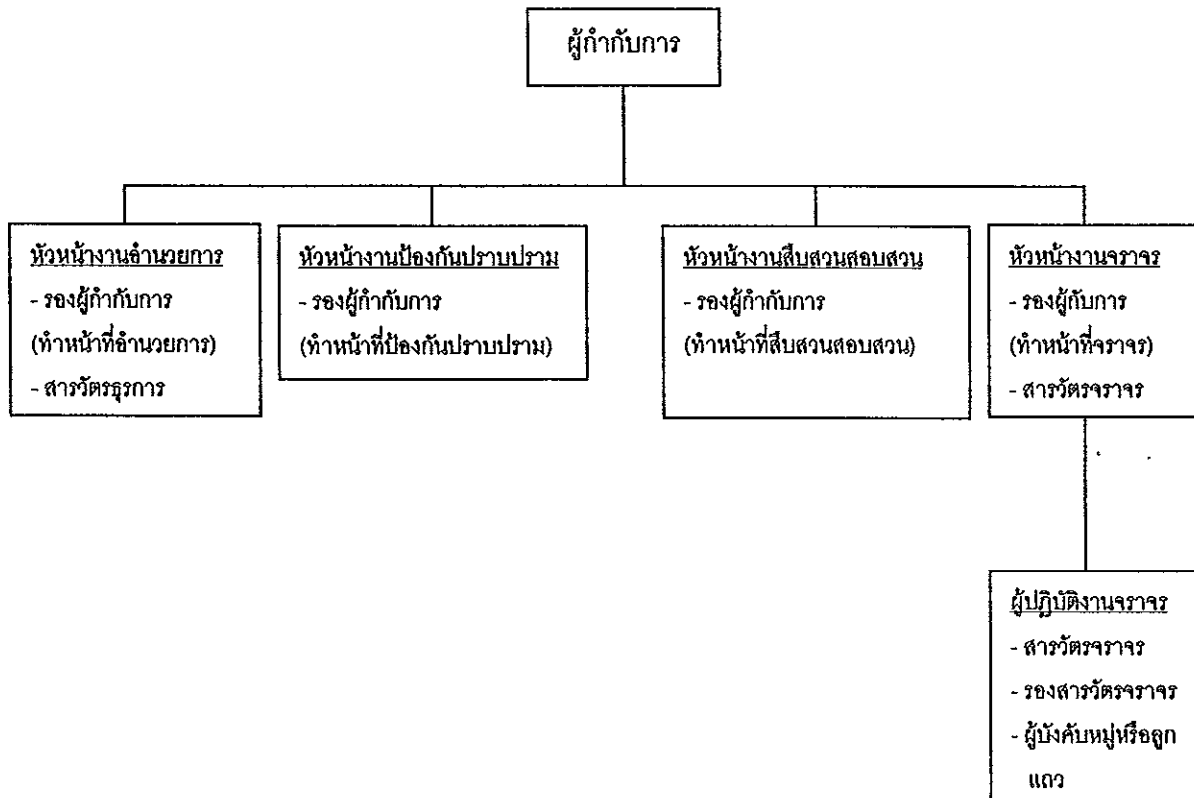 ผู้กำกับการ
หัวหน้างานอำนวยการ
- รองผู้กำกับการ
(ทำหน้าที่อำนวยการ)
- สารวัตรธุรการ
หัวหน้างานป้องกันปราบปราม
- รองผู้กำกับการ
(ทำหน้าที่ป้องกันปราบปราม)
หัวหน้างานสืบสวนสอบสวน
- รองผู้กำกับการ
(ทำหน้าที่สืบสวนสอบสวน)
หัวหน้างานจราจร
- รองผู้กับการ
(ทำหน้าที่จราจร)
- สารวัตรจราจร
ผู้ปฏิบัติงานจราจร
- สารวัตรจราจร
- รองสารวัตรจราจร
- ผู้บังคับหมู่หรือลูก
แถว